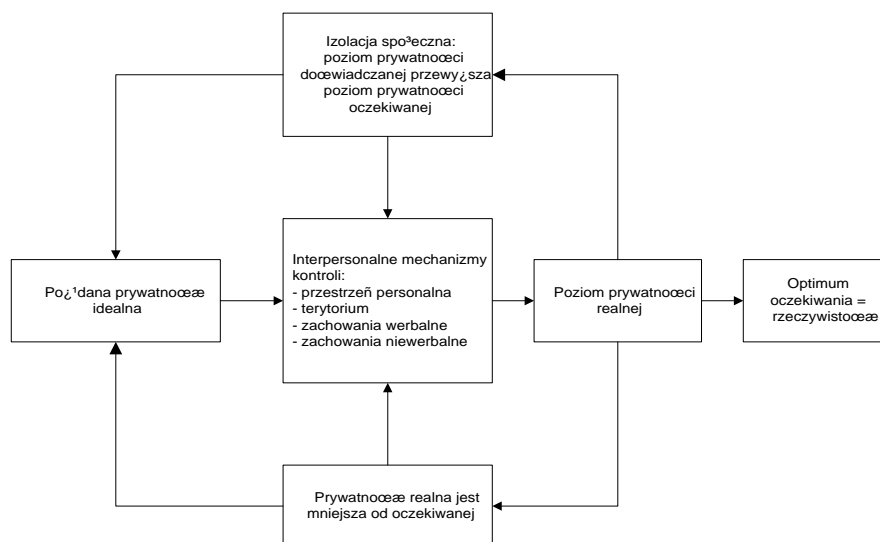 Izolacja spo³eczna:
poziom prywatnoœci
doœwiadczanej przewy¿sza
poziom prywatnoœci
oczekiwanej
Po¿¹dana prywatnoœæ
idealna
Interpersonalne mechanizmy
kontroli:
- przestrzeñ personalna
- terytorium
- zachowania werbalne
- zachowania niewerbalne
Poziom prywatnoœci
realnej
Optimum
oczekiwania =
rzeczywistoœæ
Prywatnoœæ realna jest
mniejsza od oczekiwanej